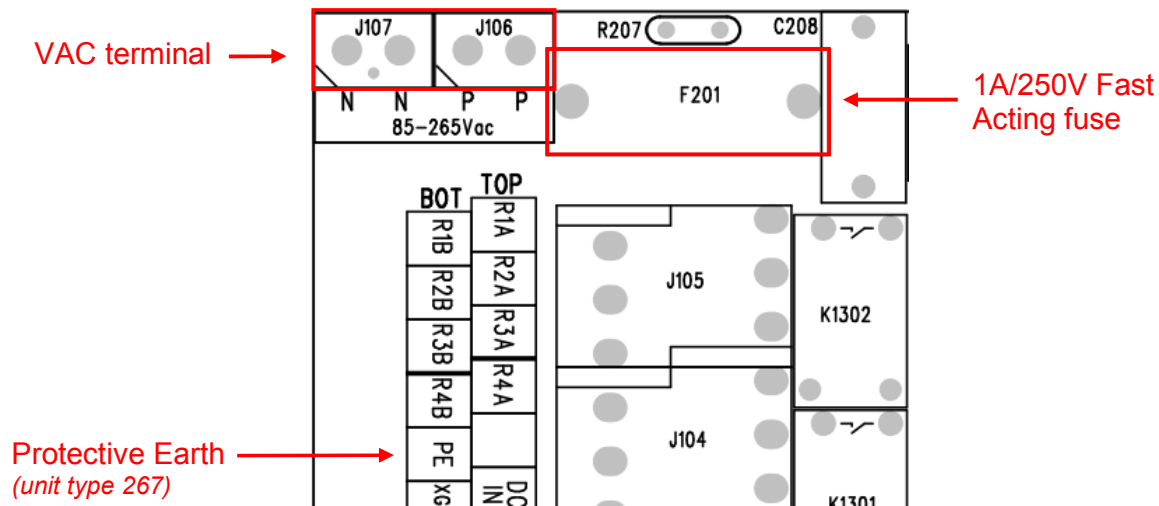 VAC terminal
J107
J106
R207
C208
N N P P
85-265Vac
F201
1A/250V Fast
Acting fuse
BOT
TOP
R1B
R1A
R2B
R2A
R3B
R3A
R4B
R4A
PE
XG
DC
IN
J105
K1302
J104
K1301
Protective Earth
(unit type 267)